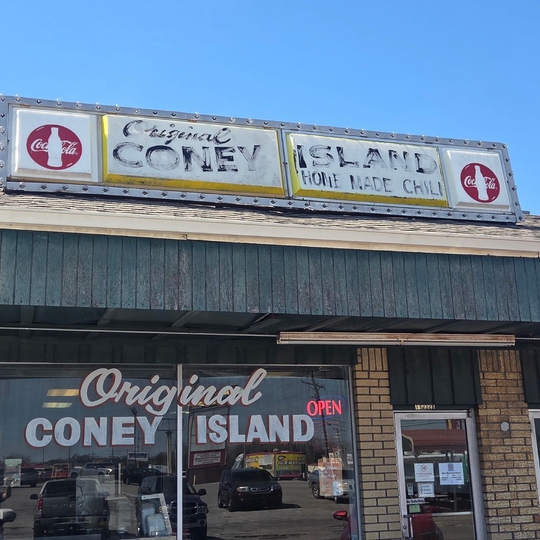 Coca-Cola
Original
CONEY ISLAND
HOME MADE CHILI
Coca-Cola
Original
CONEY ISLAND
OPEN